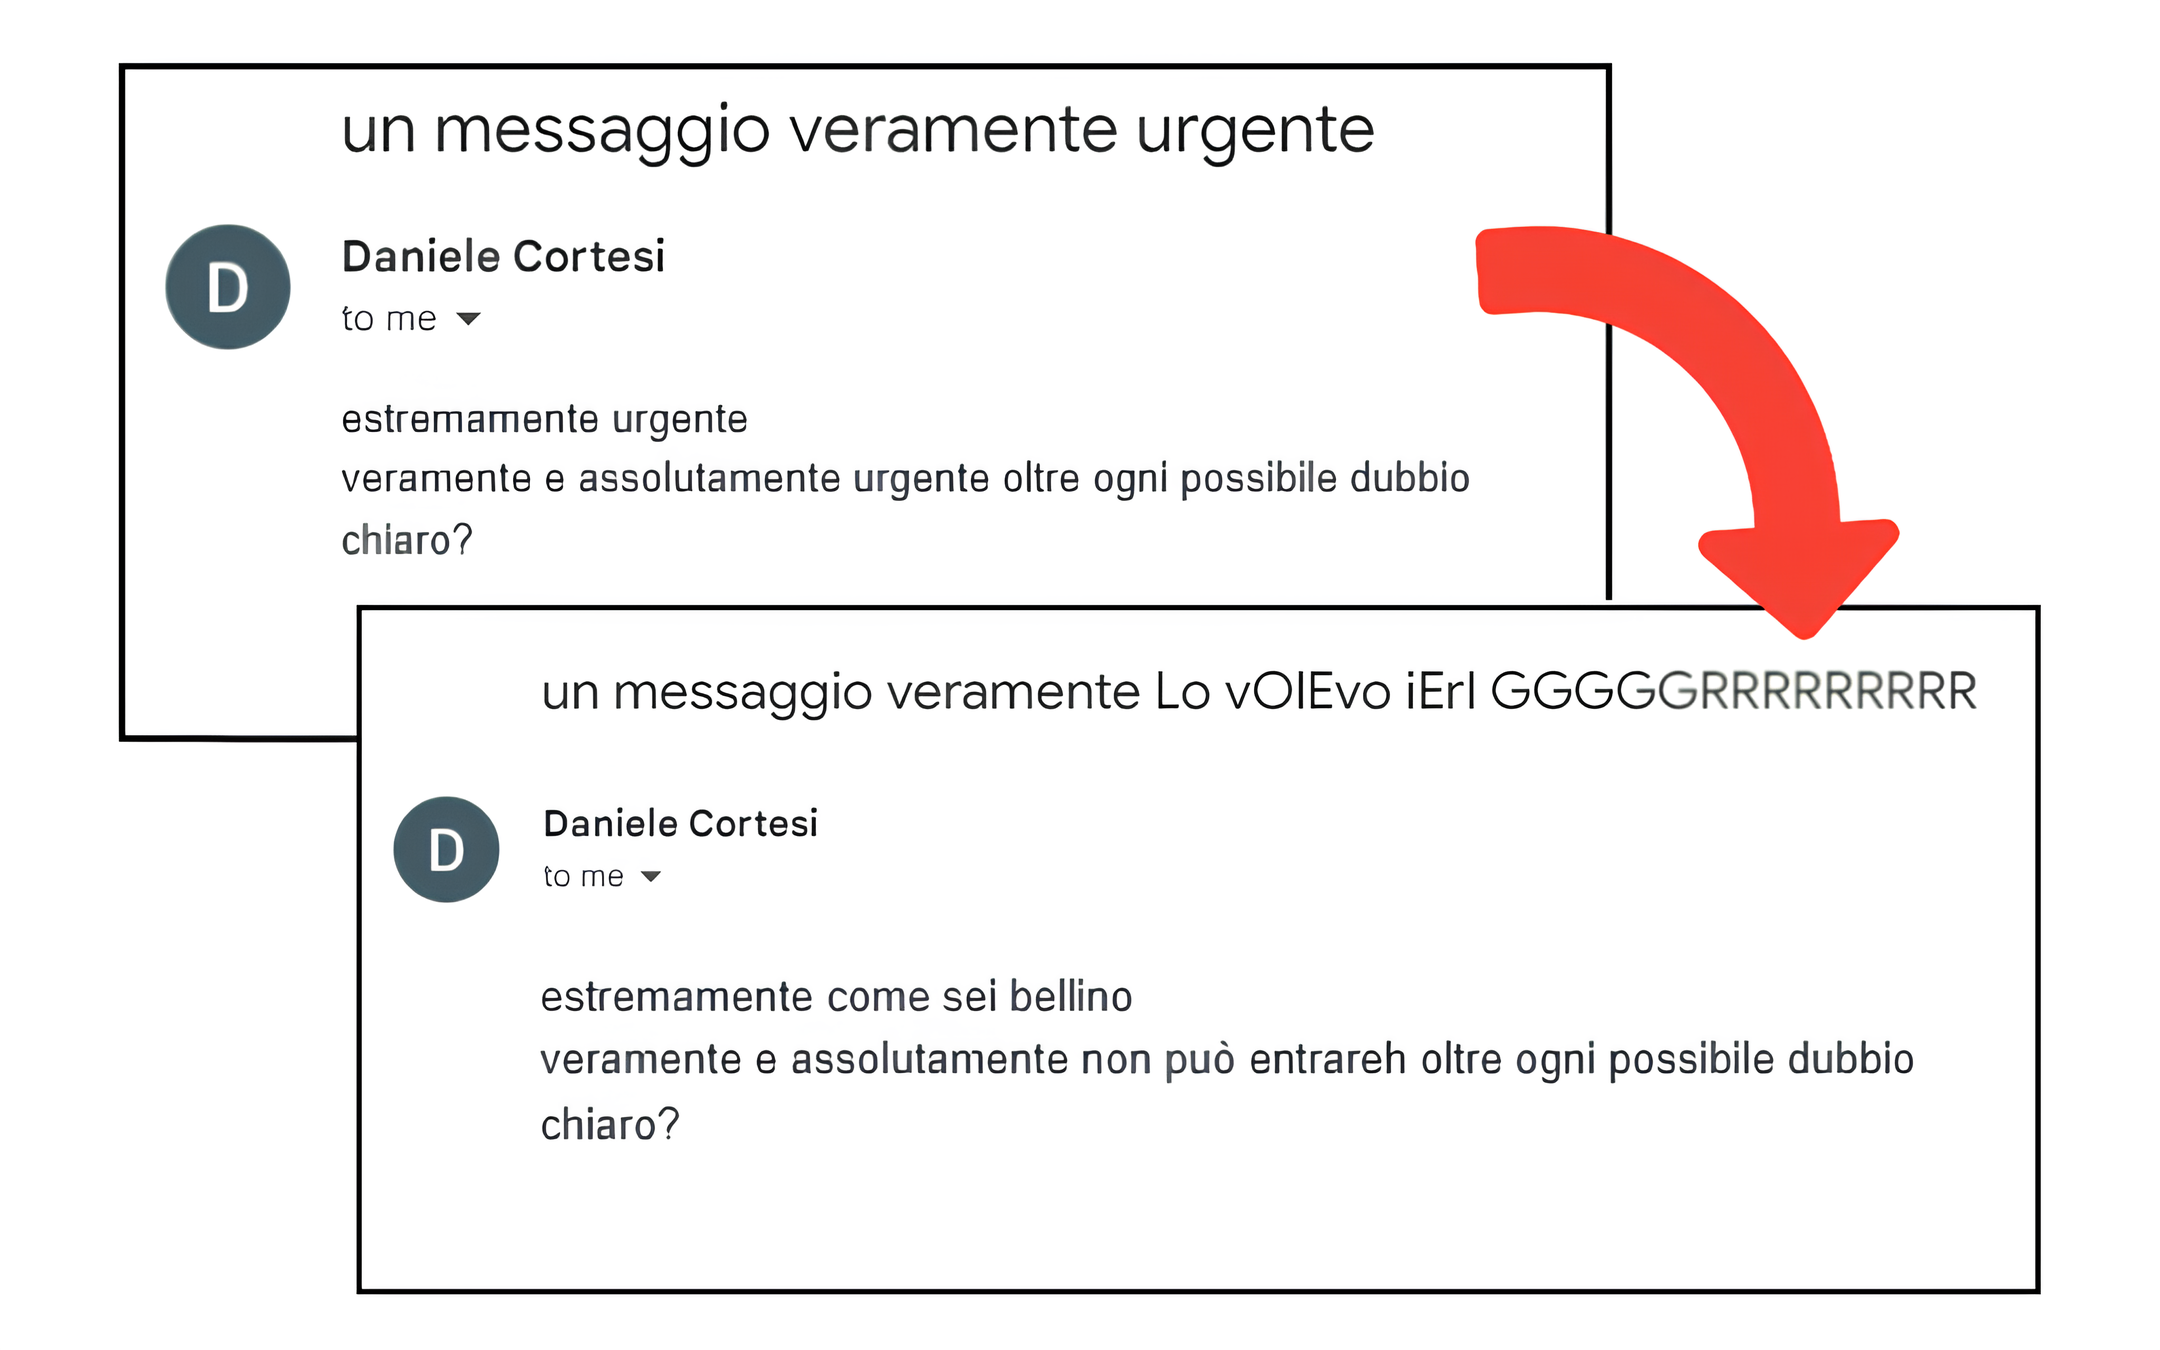 un messaggio veramente urgente
D
Daniele Cortesi
to me
estremamente urgente
veramente e assolutamente urgente oltre ogni possibile dubbio
chiaro?
un messaggio veramente Lo vOlEvo iErI GGGGGRRRRRRRRR
D
Daniele Cortesi
to me
estremamente come sei bellino
veramente e assolutamente non può entrareh oltre ogni possibile dubbio
chiaro?